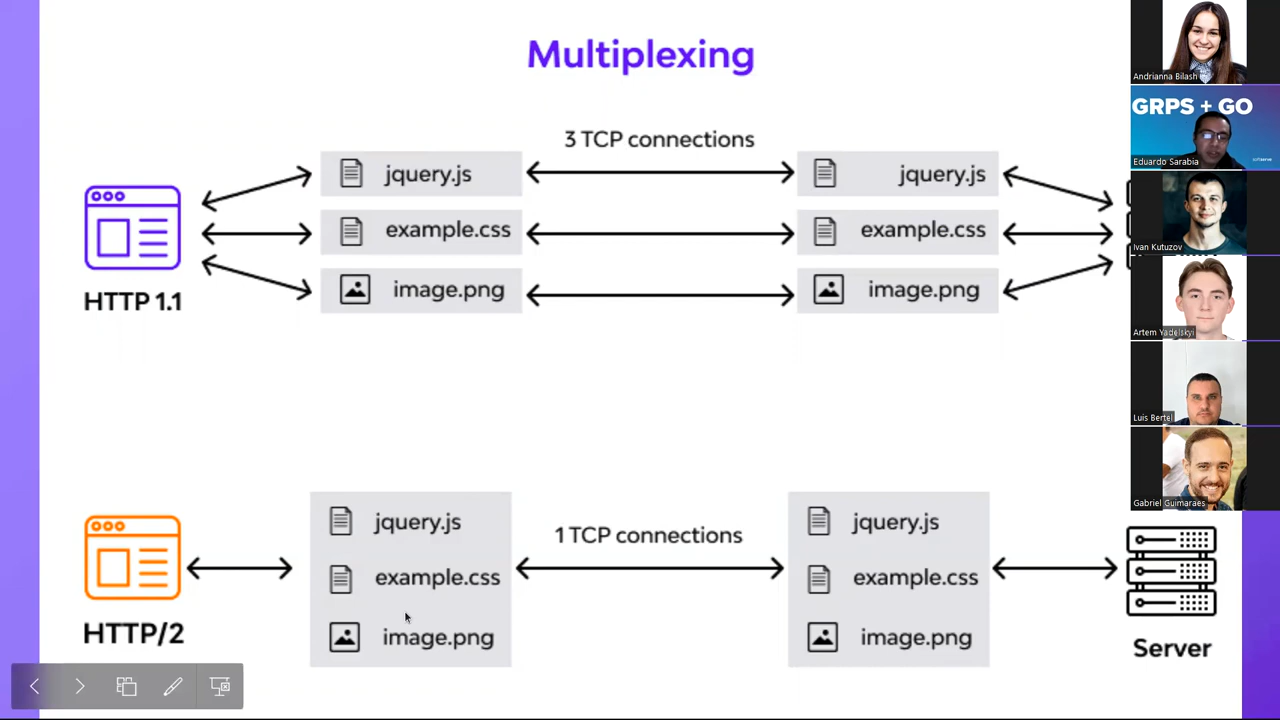 Multiplexing
3 TCP connections
jquery.js
jquery.js
example.css
example.css
image.png
image.png
HTTP 1.1
1 TCP connections
jquery.js
jquery.js
example.css
example.css
image.png
image.png
HTTP/2
Server
Andrianna Bilash
GRPS + GO
softserve
Eduardo Sarabia
Ivan Kutuzov
Artem Yadelskyi
Luis Bertel
Gabriel Guimaraes